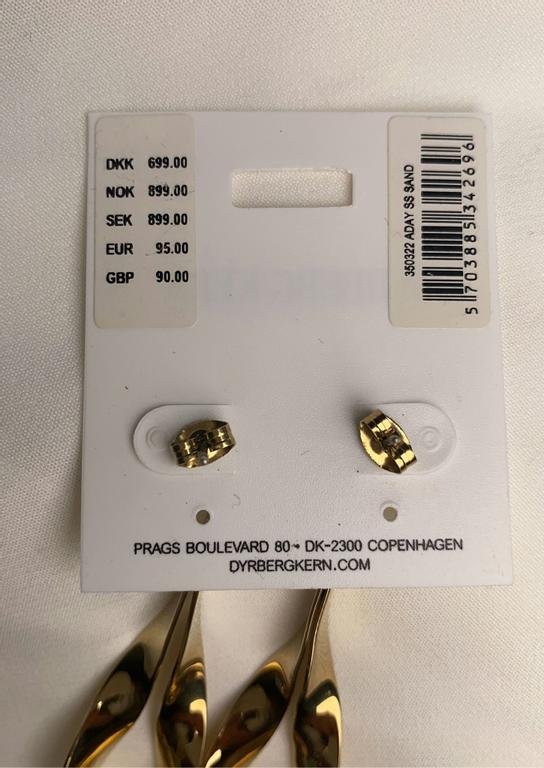 DKK 699.00
NOK 899.00
SEK 899.00
EUR 95.00
GBP 90.00
350322 ADAY SS SAND
5 703885 342696
PRAGS BOULEVARD 80 - DK-2300 COPENHAGEN
DYRBERGKERN.COM